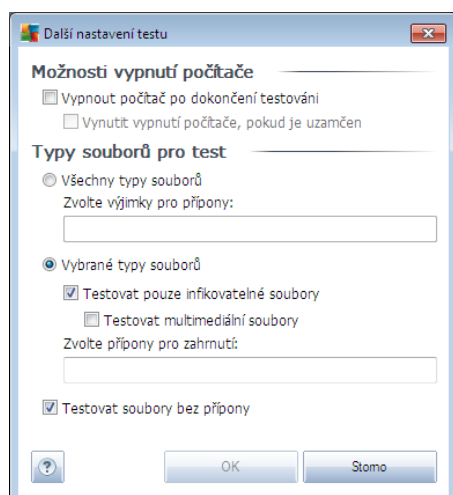 Další nastavení testu
Možnosti vypnutí počítače
Vypnout počítač po dokončení testováni
Vynutit vypnutí počítače, pokud je uzamčen
Typy souborů pro test
Všechny typy souborů
Zvolte výjimky pro přípony:
Vybrané typy souborů
Testovat pouze infikovatelné soubory
Testovat multimediální soubory
Zvolte přípony pro zahrnutí:
Testovat soubory bez přípony
?
OK
Storno